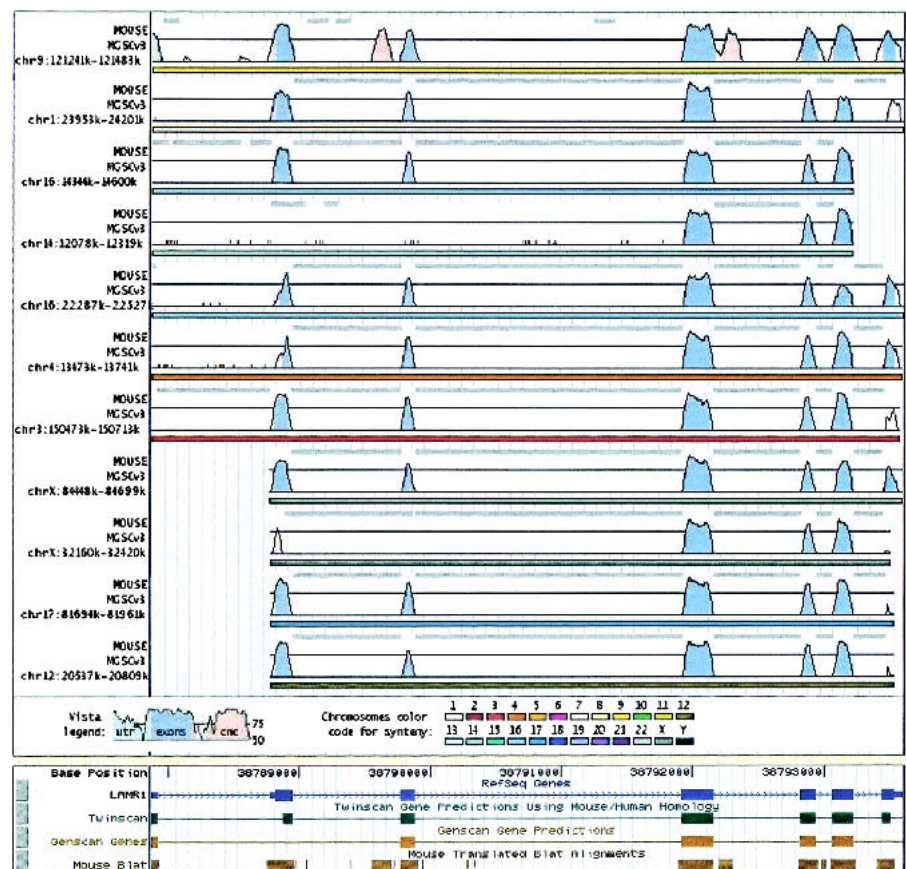 MOUSE
MGSCv3
chr9:121241k-121483k
MOUSE
MGSCv3
chr1:23953k-24201k
MOUSE
MGSCv3
chr16:14344k-14600k
MOUSE
MGSCv3
chr14:12078k-12319k
MOUSE
MGSCv3
chr16:22287k-22527
MOUSE
MGSCv3
chr4:13473k-13741k
MOUSE
MGSCv3
chr3:150473k-150713k
MOUSE
MGSCv3
chrX:84448k-84699k
MOUSE
MGSCv3
chrX:32160k-32420k
MOUSE
MGSCv3
chr17:81694k-81961k
MOUSE
MGSCv3
chr12:20537k-20809k
Vista legend: utr exons cnc 75 50
Chromosomes color code for synteny:
1 2 3 4 5 6 7 8 9 10 11 12
13 14 15 16 17 18 19 20 21 22 X Y
Base Position 38789000 38790000 38791000 38792000 38793000
RefSeq Genes
LAMR1
Twinscan Gene Predictions Using Mouse/Human Homology
Twinscan
Genscan Gene Predictions
Genscan Genes
Mouse Translated Blat Alignments
Mouse Blat